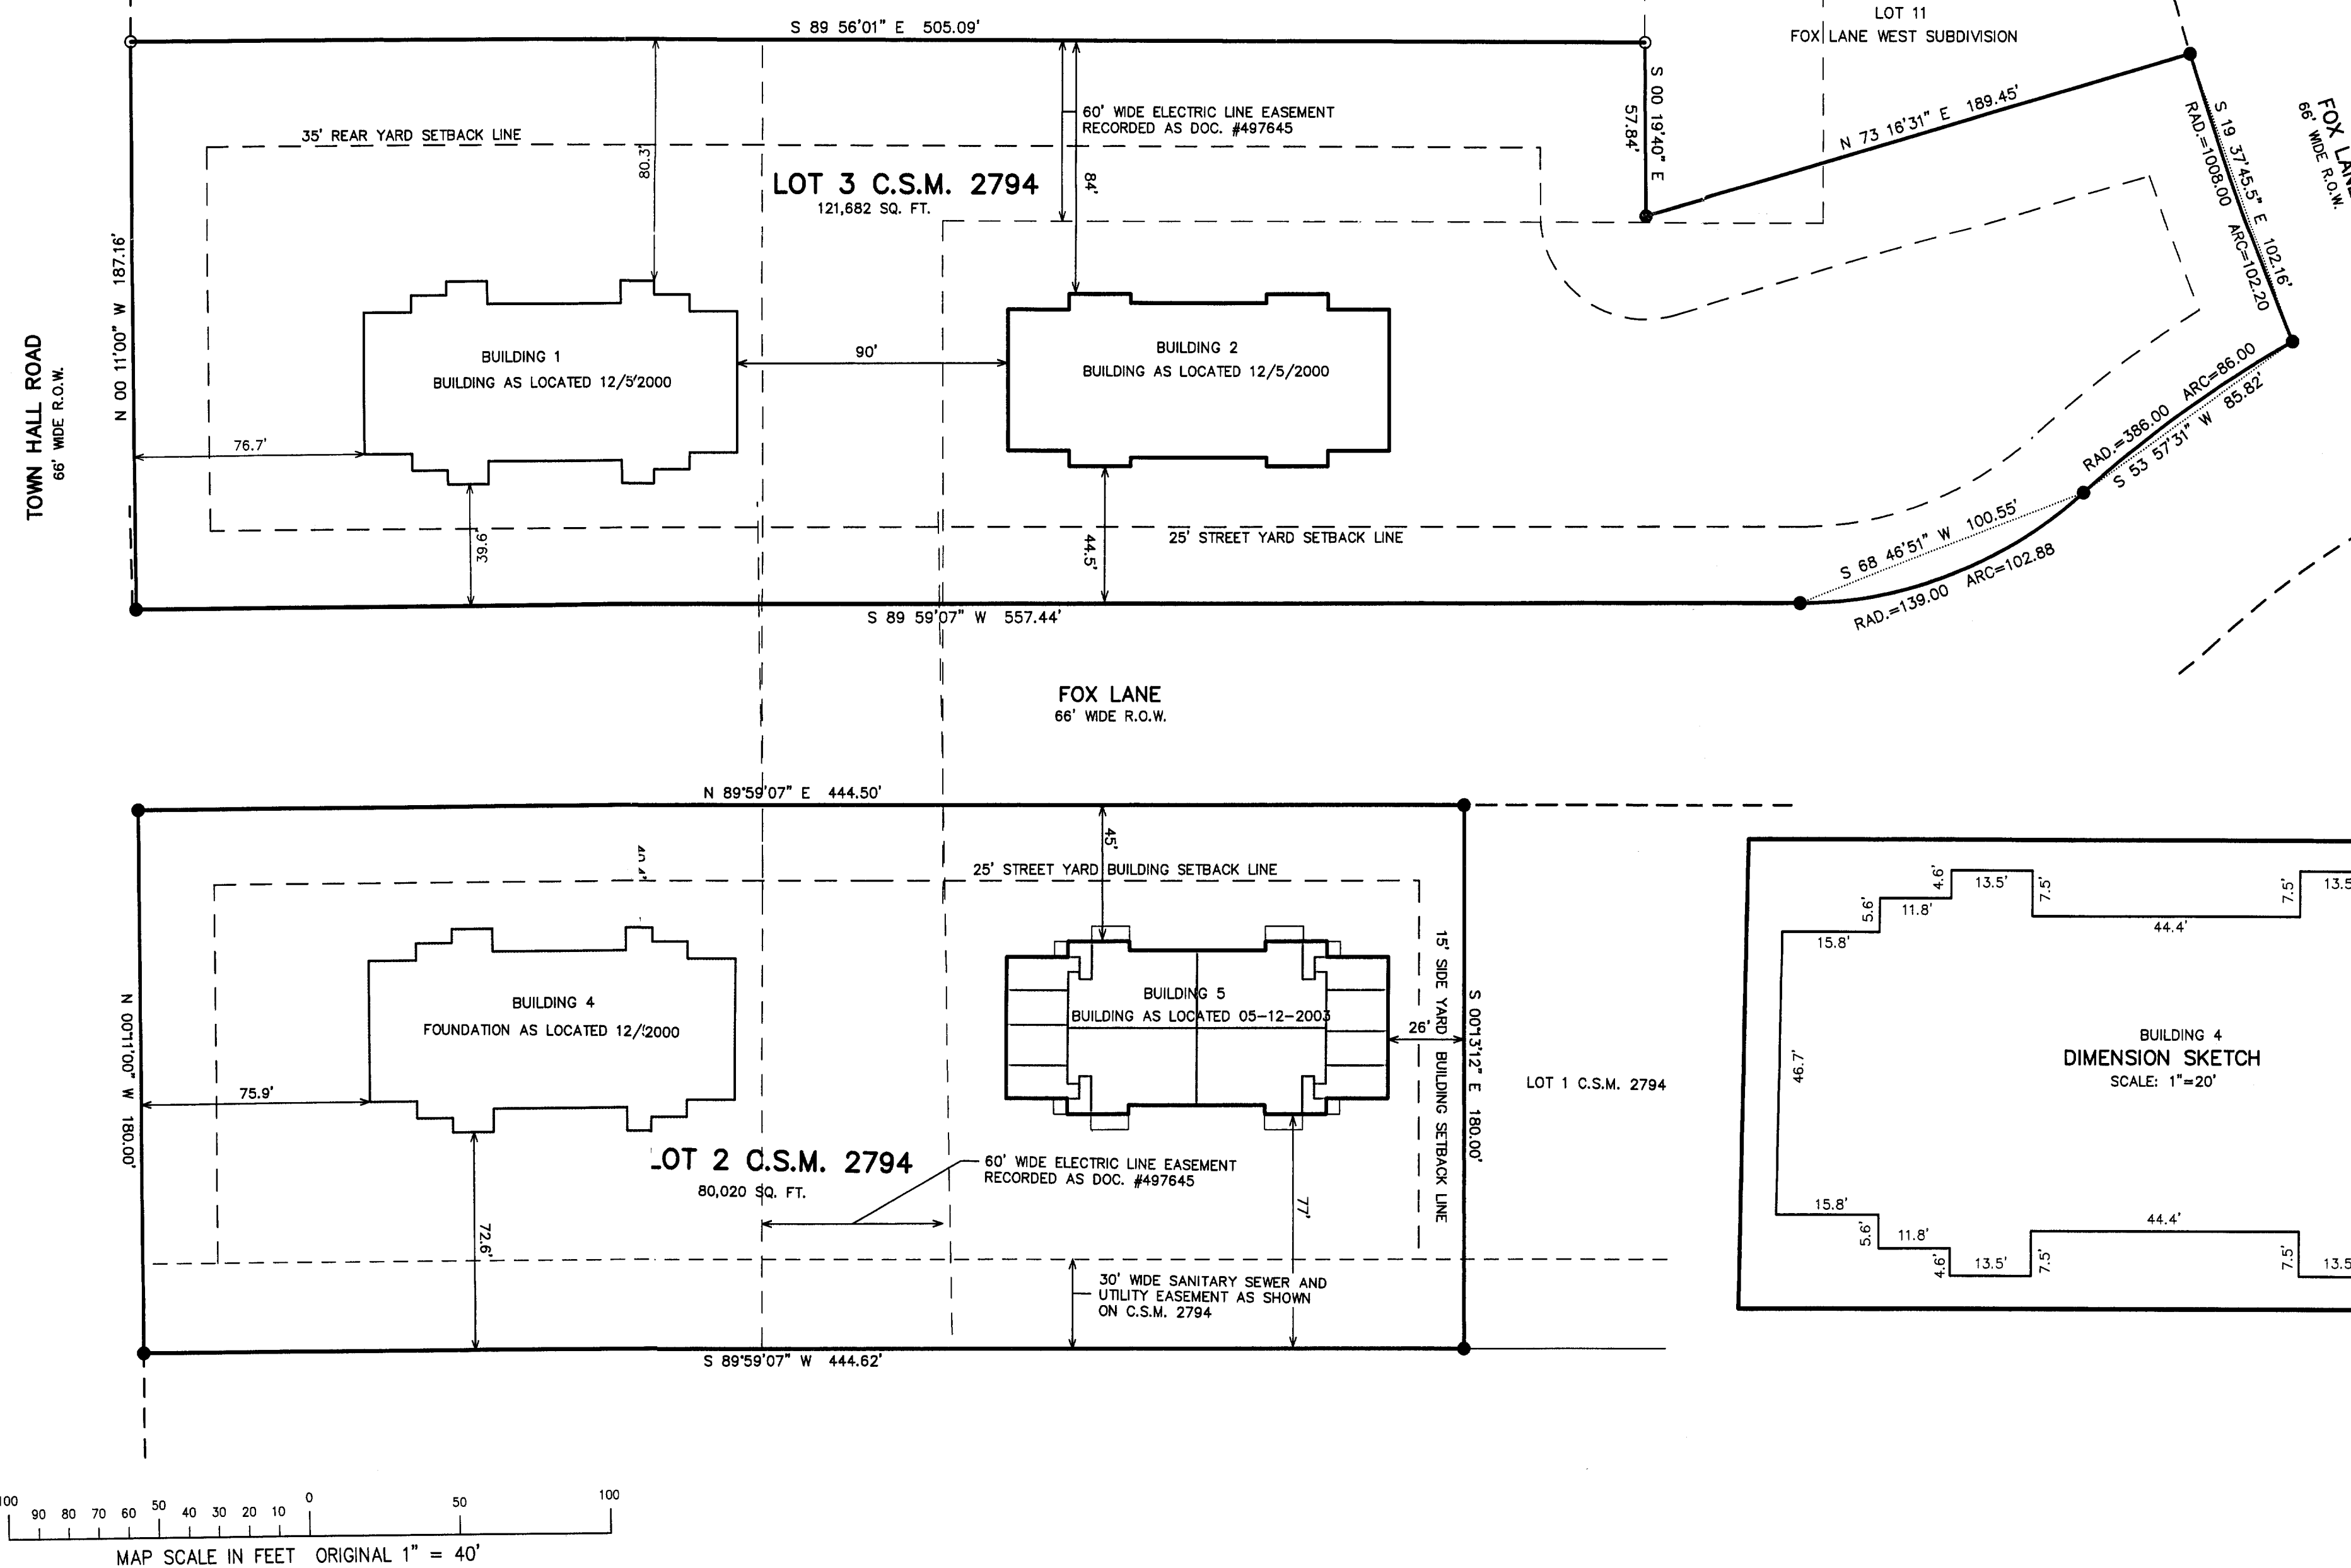 S 89 56'01" E 505.09'
LOT 11
FOX LANE WEST SUBDIVISION
S 00 19'40" E
57.84'
N 73 16'31" E 189.45'
S 19 37'45.5" E 102.16'
RAD.=1008.00 ARC=102.20
FOX
66' WIDE R.O.W.
60' WIDE ELECTRIC LINE EASEMENT
RECORDED AS DOC. #497645
35' REAR YARD SETBACK LINE
80.3'
84'
LOT 3 C.S.M. 2794
121,682 SQ. FT.
N 00 11'00" W 187.16'
TOWN HALL ROAD
66' WIDE R.O.W.
BUILDING 1
BUILDING AS LOCATED 12/5'2000
90'
BUILDING 2
BUILDING AS LOCATED 12/5/2000
76.7'
39.6'
44.5'
25' STREET YARD SETBACK LINE
RAD.=386.00 ARC=86.00
S 53 57'31" W 85.82'
S 68 46'51" W 100.55'
RAD.=139.00 ARC=102.88
S 89 59'07" W 557.44'
FOX LANE
66' WIDE R.O.W.
N 89°59'07" E 444.50'
45'
25' STREET YARD BUILDING SETBACK LINE
BUILDING 4
FOUNDATION AS LOCATED 12/ 2000
BUILDING 5
BUILDING AS LOCATED 05-12-2003
26'
15' SIDE YARD BUILDING SETBACK LINE
S 00°13'12" E 180.00'
LOT 1 C.S.M. 2794
N 00°11'00" W 180.00'
75.9'
72.6'
77'
LOT 2 C.S.M. 2794
80,020 SQ. FT.
60' WIDE ELECTRIC LINE EASEMENT
RECORDED AS DOC. #497645
30' WIDE SANITARY SEWER AND
UTILITY EASEMENT AS SHOWN
ON C.S.M. 2794
S 89°59'07" W 444.62'
15.8'
5.6'
11.8'
4.6'
13.5'
7.5'
44.4'
7.5'
13.5
46.7'
BUILDING 4
DIMENSION SKETCH
SCALE: 1"=20'
15.8'
5.6'
11.8'
4.6'
13.5'
7.5'
44.4'
7.5'
13.5
100 90 80 70 60 50 40 30 20 10 0 50 100
MAP SCALE IN FEET ORIGINAL 1" = 40'